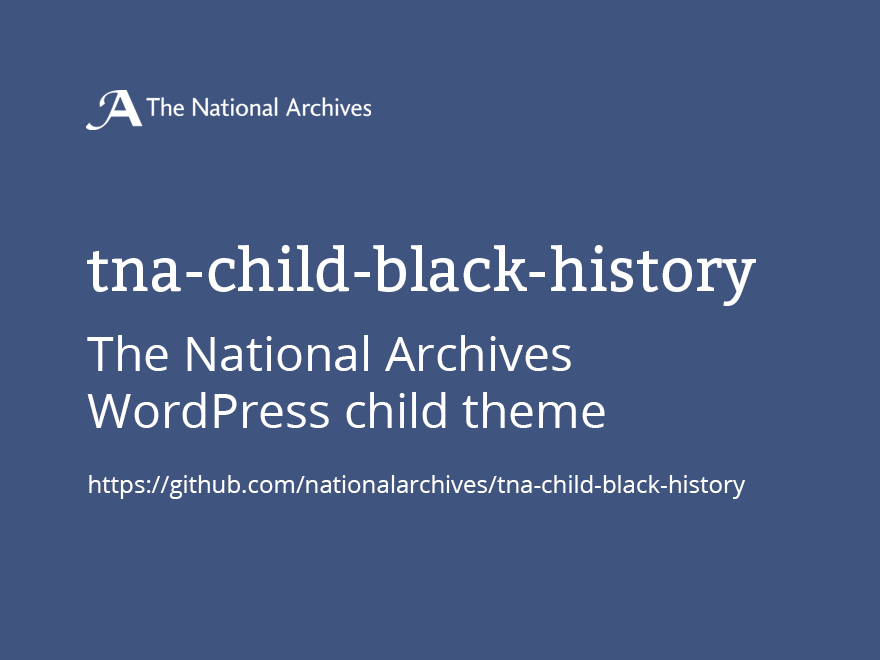 The National Archives
tna-child-black-history
The National Archives
WordPress child theme
https://github.com/nationalarchives/tna-child-black-history